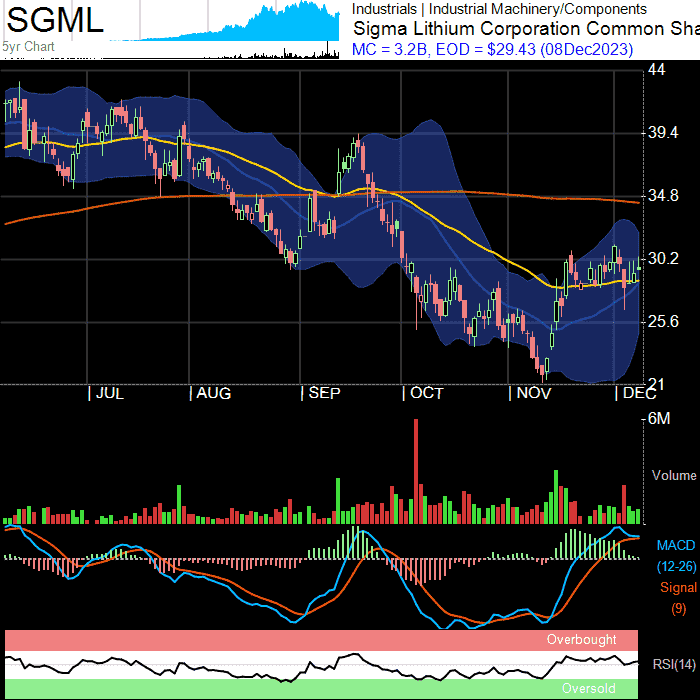 SGML
5yr Chart
Industrials | Industrial Machinery/Components
Sigma Lithium Corporation Common Sha
MC = 3.2B, EOD = $29.43 (08Dec2023)
44
39.4
34.8
30.2
25.6
21
JUL AUG SEP OCT NOV DEC
6M
Volume
MACD
(12-26)
Signal
(9)
Overbought
RSI(14)
Oversold